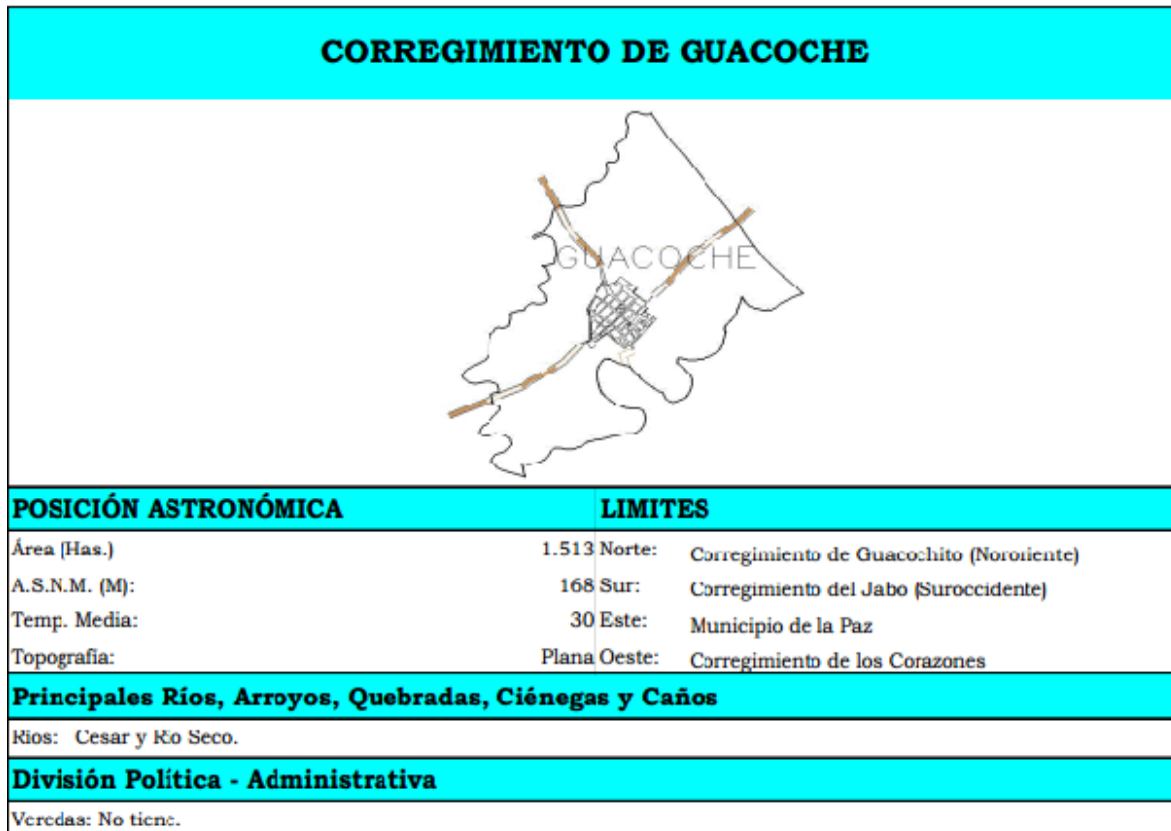 CORREGIMIENTO DE GUACOCHE
GUACOCHE
POSICIÓN ASTRONÓMICA LIMITES
Área (Has.) 1.513 Norte: Corregimiento de Guacochito (Nororiente)
A.S.N.M. (M): 168 Sur: Corregimiento del Jabo (Suroccidente)
Temp. Media: 30 Este: Municipio de la Paz
Topografía: Plana Oeste: Corregimiento de los Corazones
Principales Ríos, Arroyos, Quebradas, Ciénegas y Caños
Ríos: Cesar y Río Seco.
División Política - Administrativa
Veredas: No tiene.